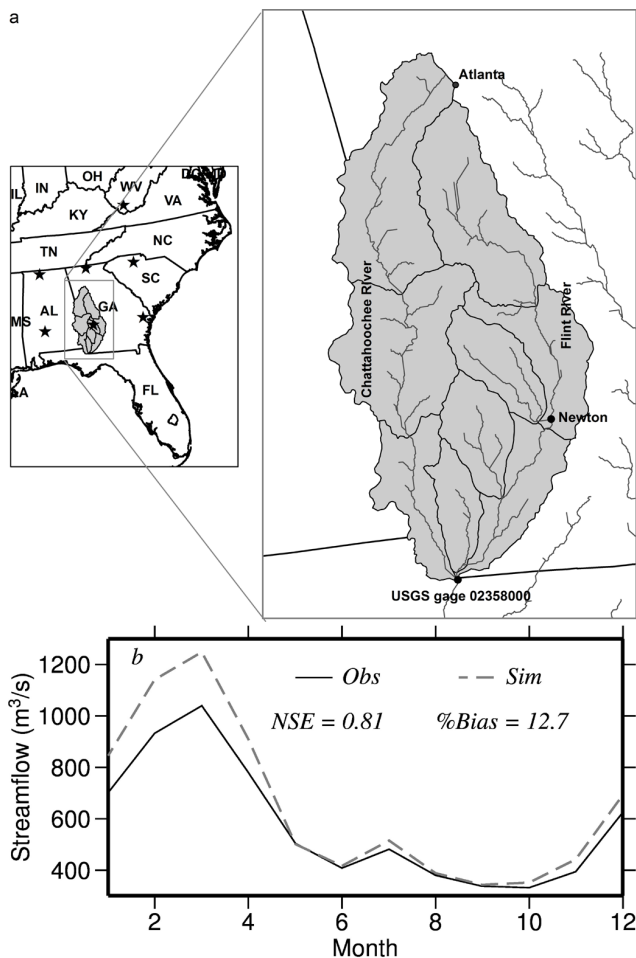 a
Atlanta
Chattahoochee River
Flint River
Newton
USGS gage 02358000
IL
IN
OH
WV
VA
KY
TN
NC
SC
MS
AL
GA
FL
b
Obs
Sim
NSE = 0.81
%Bias = 12.7
Streamflow (m³/s)
1200
1000
800
600
400
2
4
6
8
10
12
Month